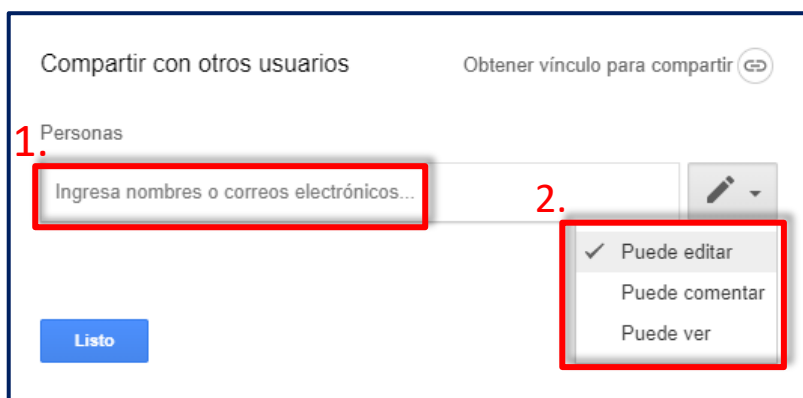 Compartir con otros usuarios
Obtener vínculo para compartir
1.
Personas
Ingresa nombres o correos electrónicos...
2.
Puede editar
Puede comentar
Puede ver
Listo